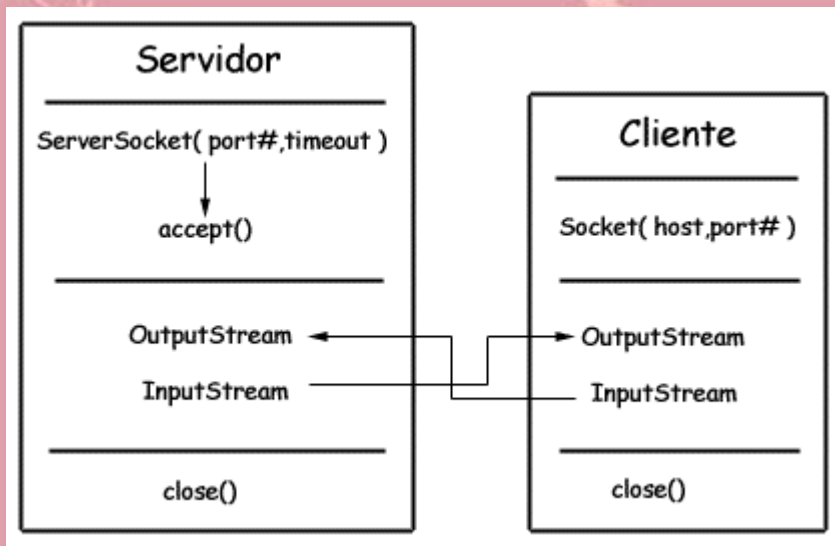 Servidor
ServerSocket( port#,timeout )
accept()
OutputStream
InputStream
close()
Cliente
Socket( host,port# )
OutputStream
InputStream
close()